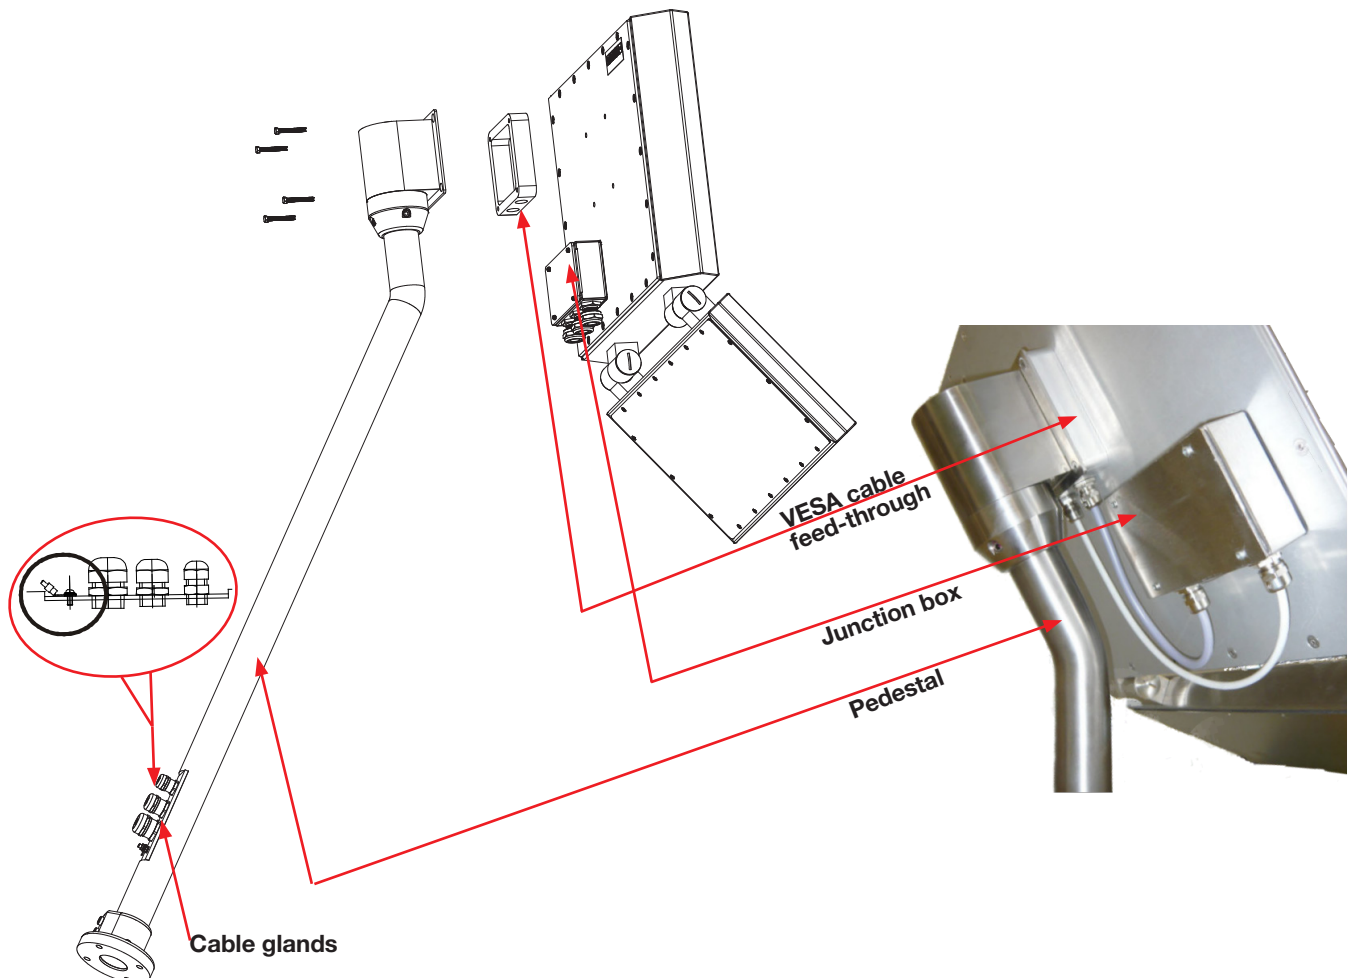 VESA cable
feed-through
Junction box
Pedestal
Cable glands